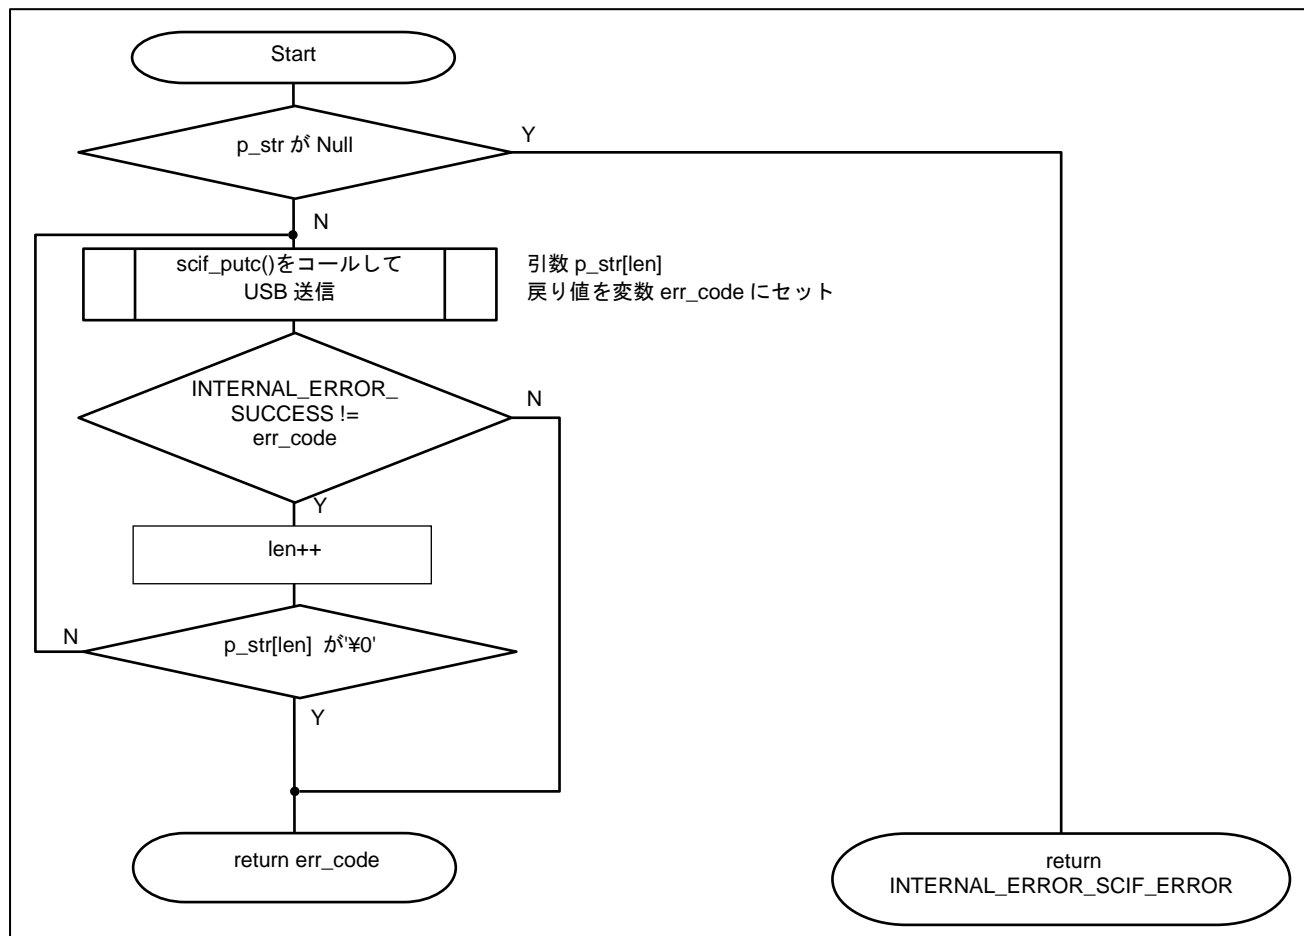 Start
p_str が Null
Y
N
scif_putc()をコールして
USB 送信
引数 p_str[len]
戻り値を変数 err_code にセット
INTERNAL_ERROR_
SUCCESS !=
err_code
N
Y
len++
N
p_str[len] が'¥0'
Y
return err_code
return
INTERNAL_ERROR_SCIF_ERROR